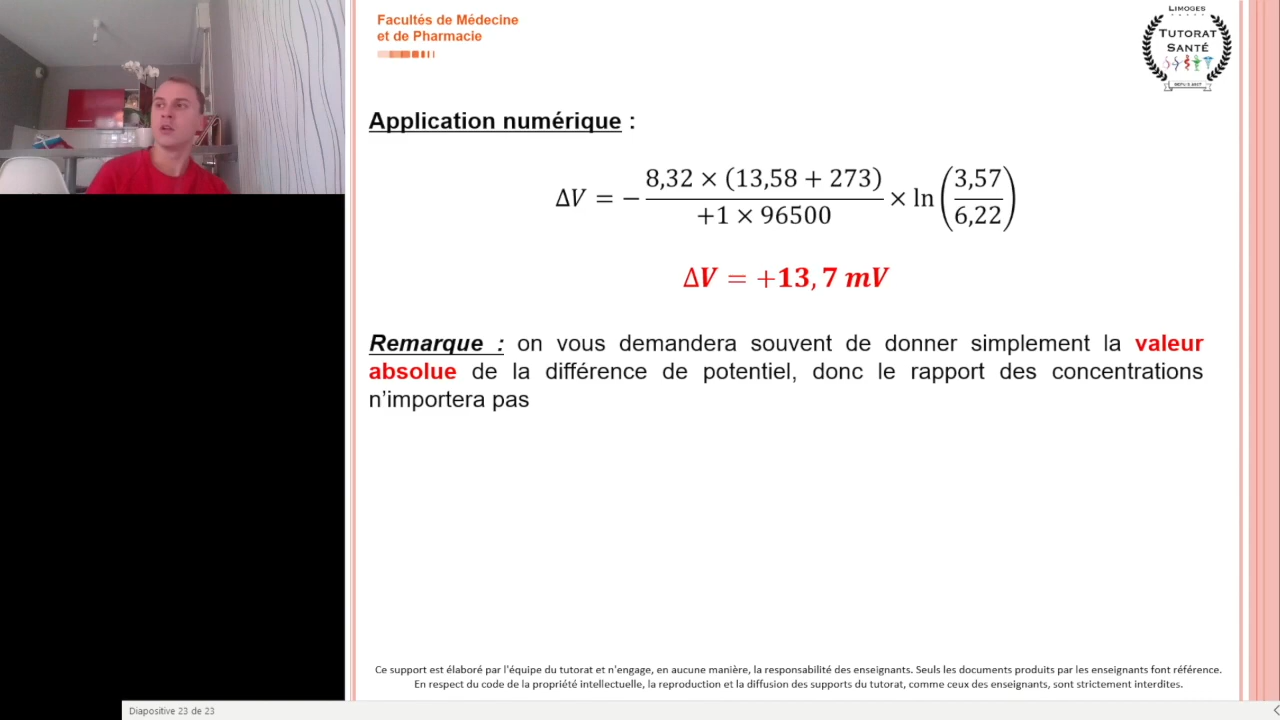 Facultés de Médecine
et de Pharmacie
LIMOGES
TUTORAT
SANTÉ
DEPUIS 2007
Application numérique :
ΔV = − 8,32 × (13,58 + 273) / +1 × 96500 × ln (3,57 / 6,22)
ΔV = +13,7 mV
Remarque : on vous demandera souvent de donner simplement la valeur
absolue de la différence de potentiel, donc le rapport des concentrations
n’importera pas
Ce support est élaboré par l'équipe du tutorat et n'engage, en aucune manière, la responsabilité des enseignants. Seuls les documents produits par les enseignants font référence.
En respect du code de la propriété intellectuelle, la reproduction et la diffusion des supports du tutorat, comme ceux des enseignants, sont strictement interdites.
Diapositive 23 de 23